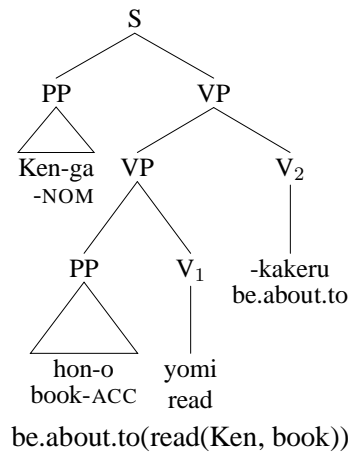 S
PP VP
Ken-ga
-NOM
VP V₂
PP V₁ -kakeru
be.about.to
hon-o yomi
book-ACC read
be.about.to(read(Ken, book))